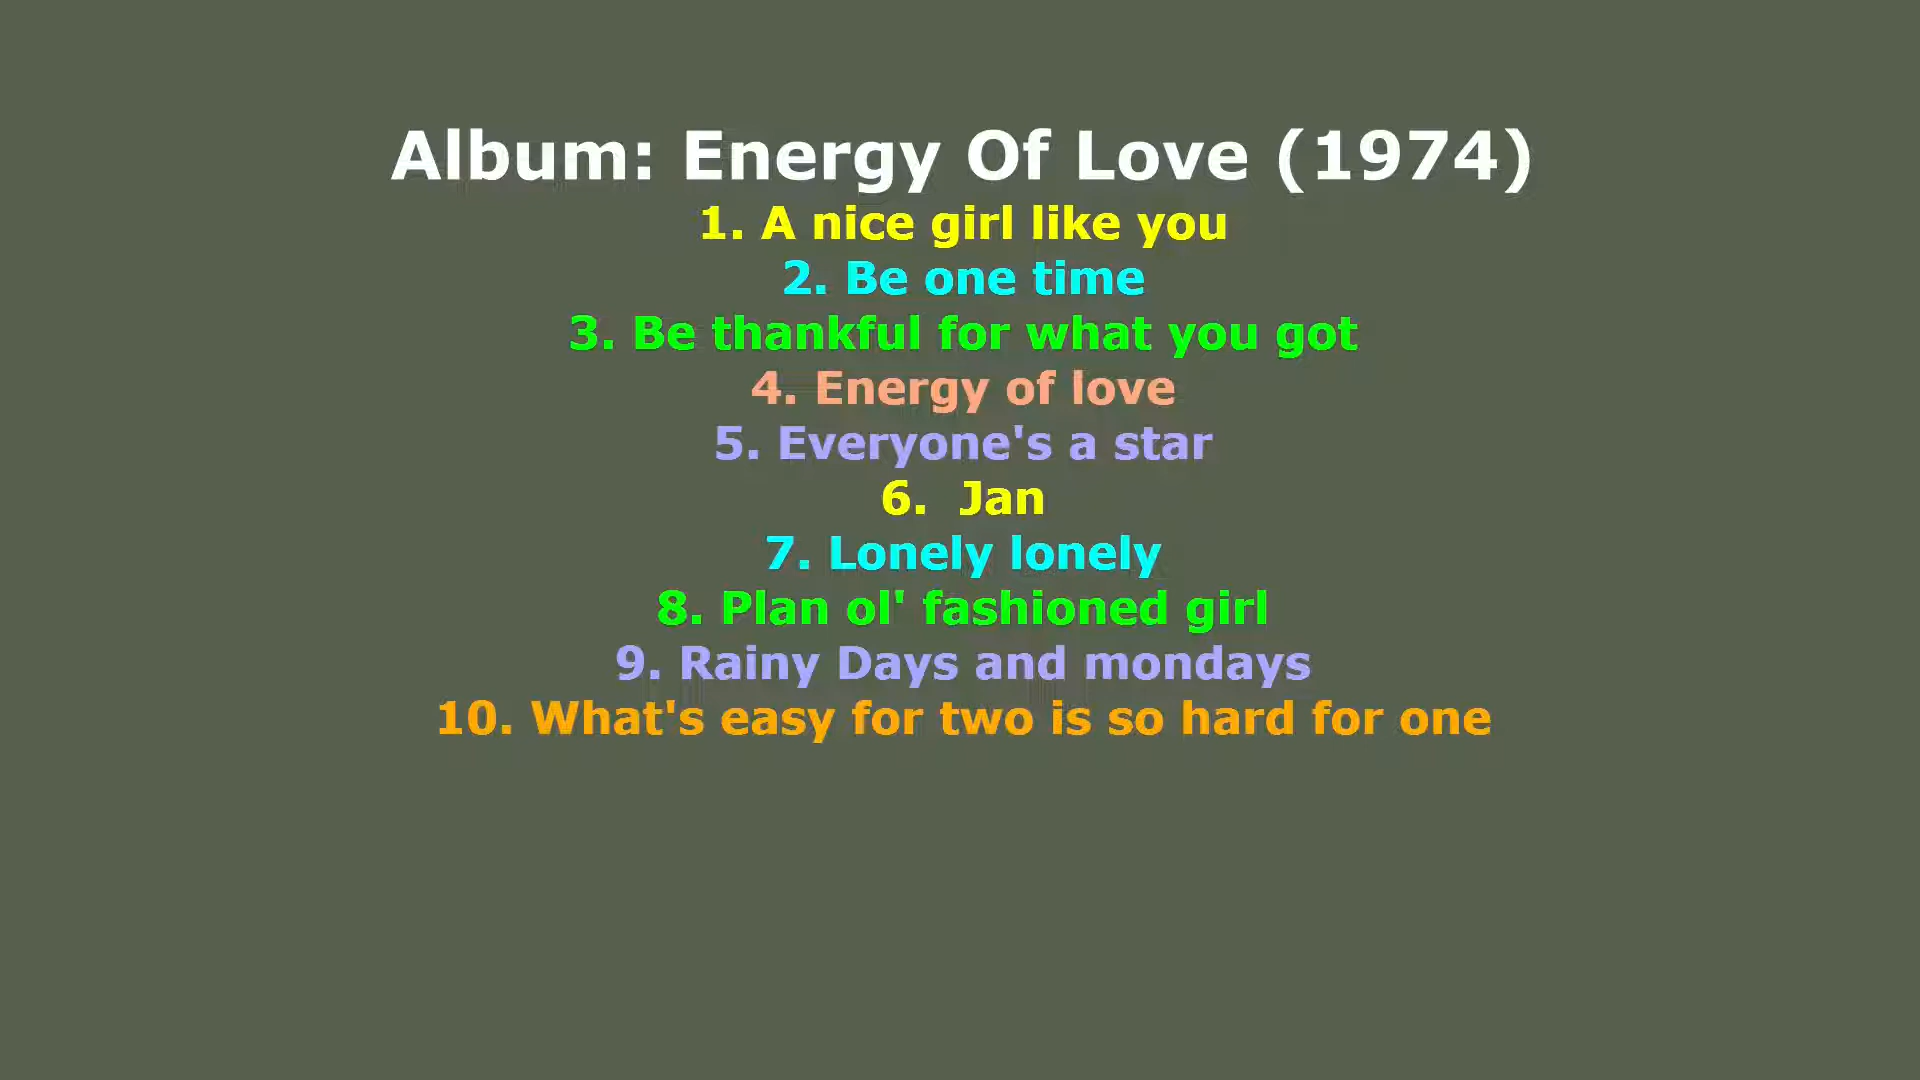 Album: Energy Of Love (1974)
1. A nice girl like you
2. Be one time
3. Be thankful for what you got
4. Energy of love
5. Everyone's a star
6.  Jan
7. Lonely lonely
8. Plan ol' fashioned girl
9. Rainy Days and mondays
10. What's easy for two is so hard for one